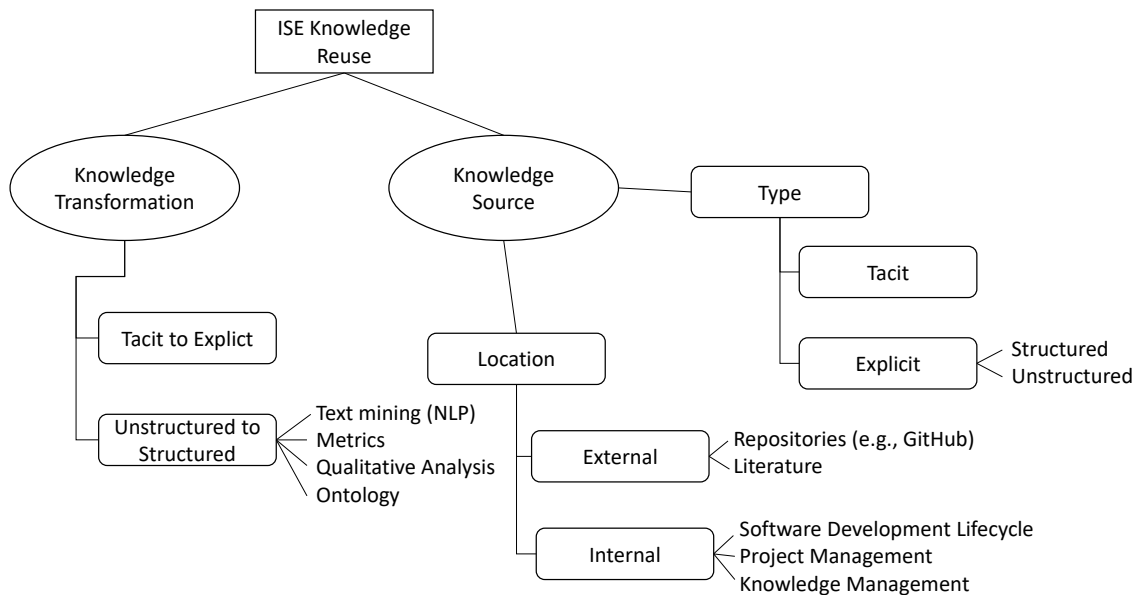 ISE Knowledge
Reuse
Knowledge
Transformation
Knowledge
Source
Type
Tacit
Explicit
Structured
Unstructured
Tacit to Explict
Unstructured to
Structured
Text mining (NLP)
Metrics
Qualitative Analysis
Ontology
Location
External
Repositories (e.g., GitHub)
Literature
Internal
Software Development Lifecycle
Project Management
Knowledge Management